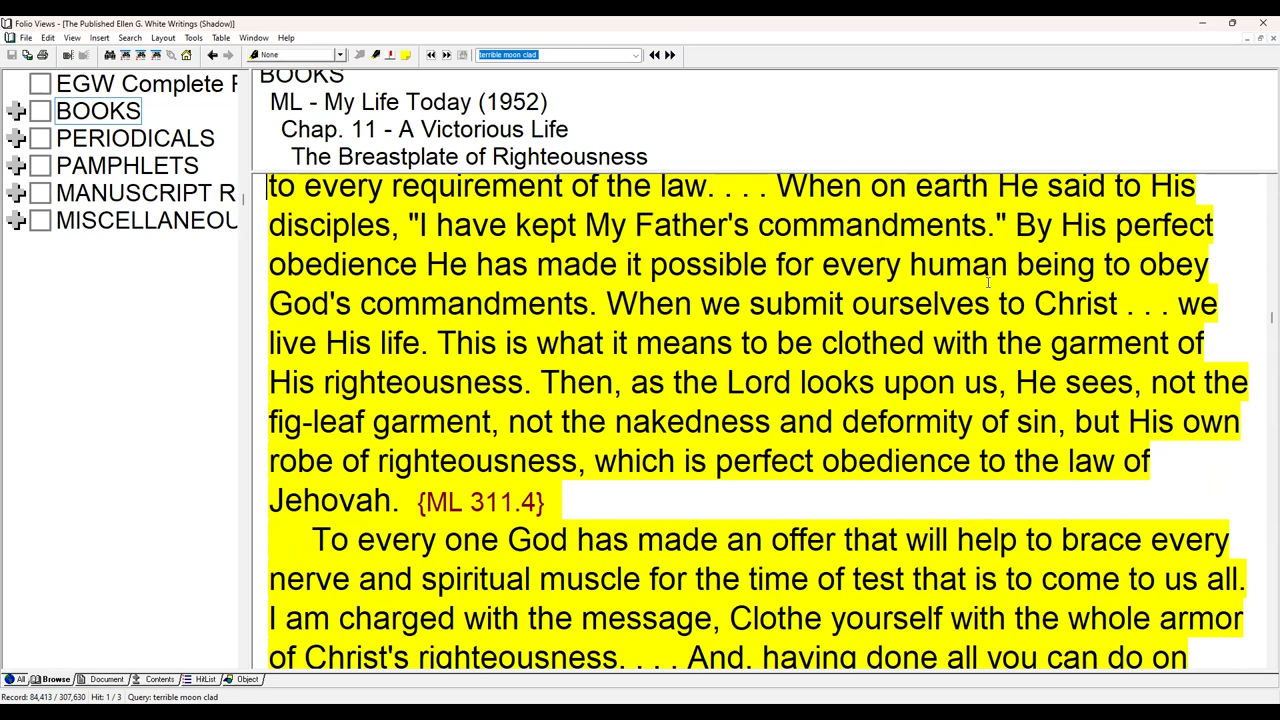 Folio Views - [The Published Ellen G. White Writings (Shadow)]
File Edit View Insert Search Layout Tools Table Window Help
None
terrible moon clad
EGW Complete
BOOKS
PERIODICALS
PAMPHLETS
MANUSCRIPT R
MISCELLANEOU
BOOKS
ML - My Life Today (1952)
Chap. 11 - A Victorious Life
The Breastplate of Righteousness
to every requirement of the law. . . . When on earth He said to His
disciples, "I have kept My Father's commandments." By His perfect
obedience He has made it possible for every human being to obey
God's commandments. When we submit ourselves to Christ . . . we
live His life. This is what it means to be clothed with the garment of
His righteousness. Then, as the Lord looks upon us, He sees, not the
fig-leaf garment, not the nakedness and deformity of sin, but His own
robe of righteousness, which is perfect obedience to the law of
Jehovah. {ML 311.4}
To every one God has made an offer that will help to brace every
nerve and spiritual muscle for the time of test that is to come to us all.
I am charged with the message, Clothe yourself with the whole armor
of Christ's righteousness. . . . And, having done all you can do on
All Browse Document Contents HitList Object
Record: 84,413 / 307,630 Hit: 1 / 3 Query: terrible moon clad